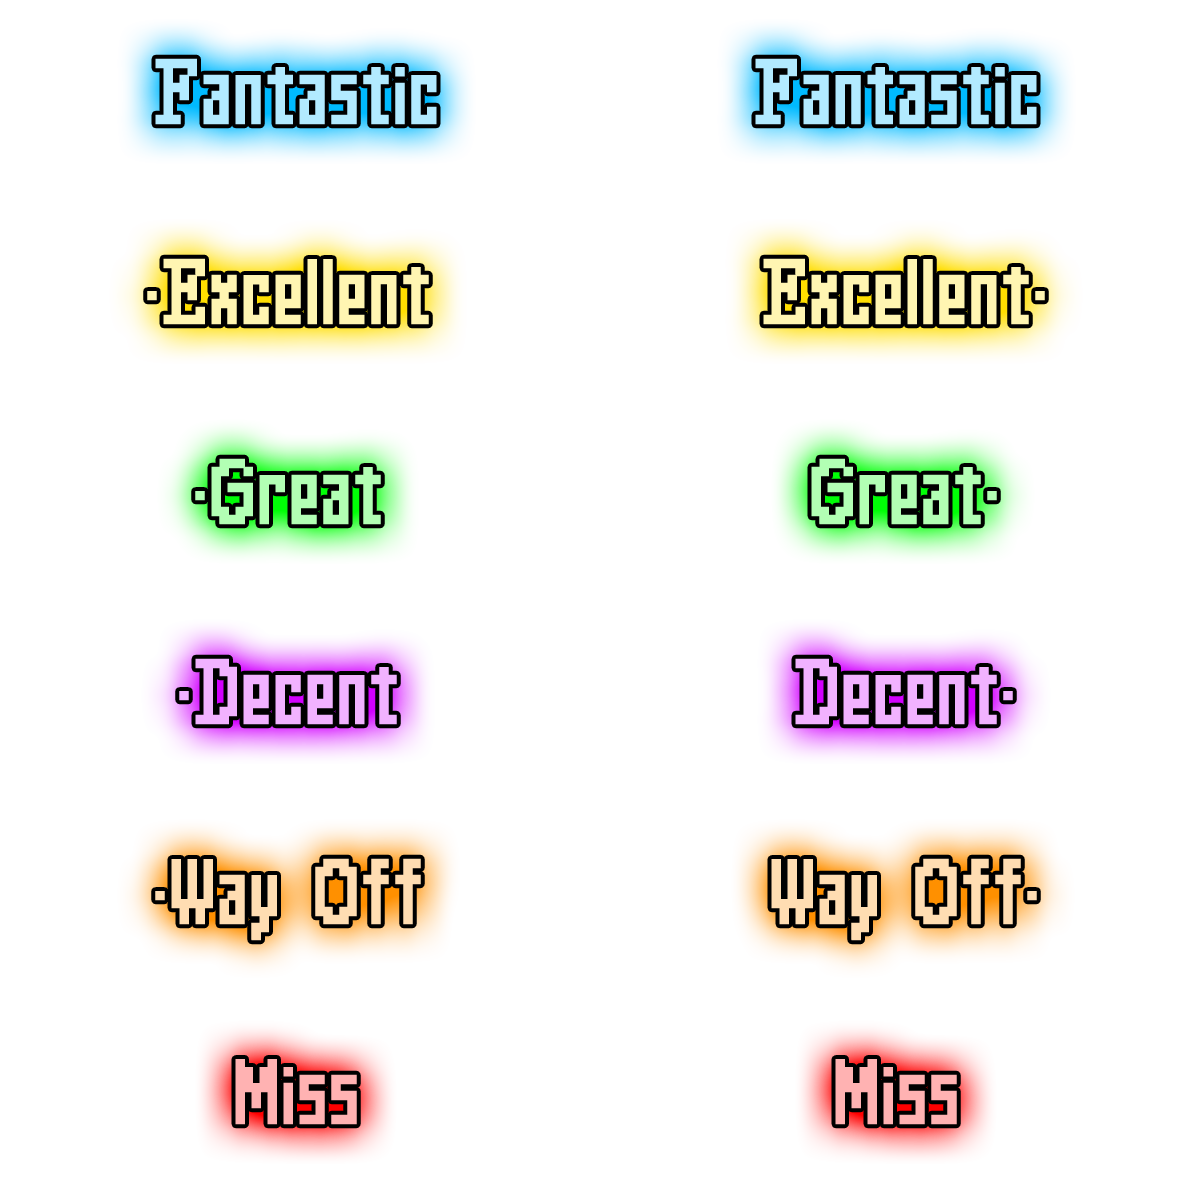 Fantastic Fantastic
·Excellent Excellent·
·Great Great·
·Decent Decent·
·Way Off Way Off·
Miss Miss